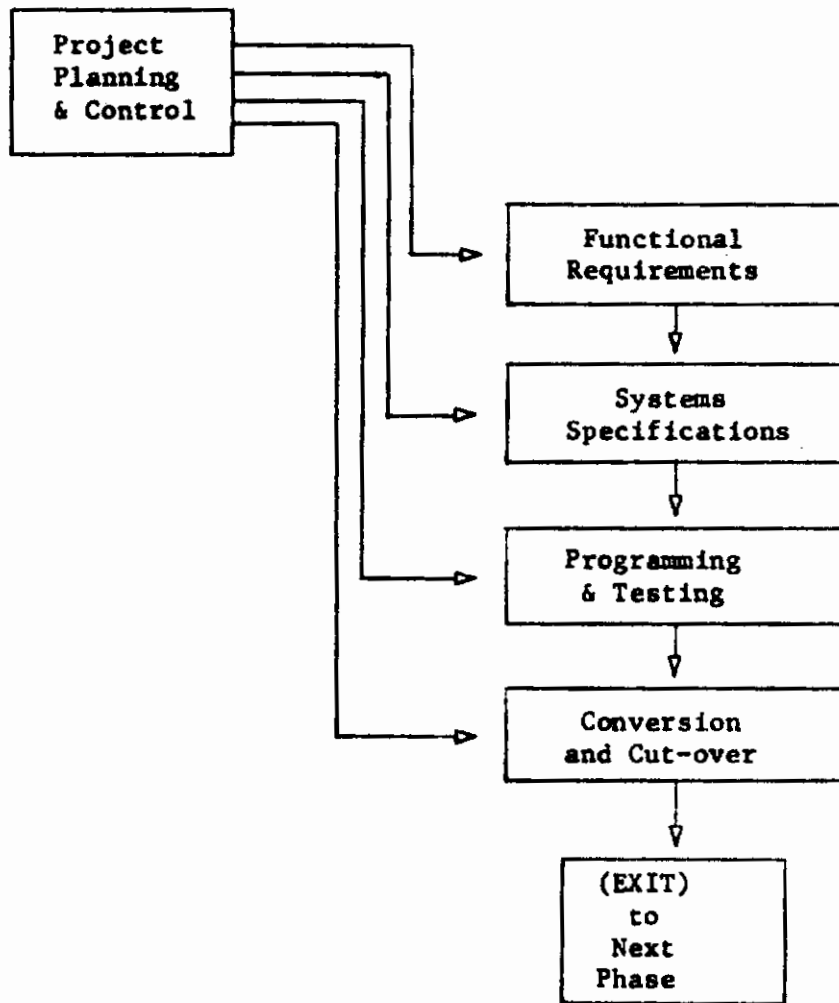 Project
Planning
& Control
Functional
Requirements
Systems
Specifications
Programming
& Testing
Conversion
and Cut-over
(EXIT)
to
Next
Phase